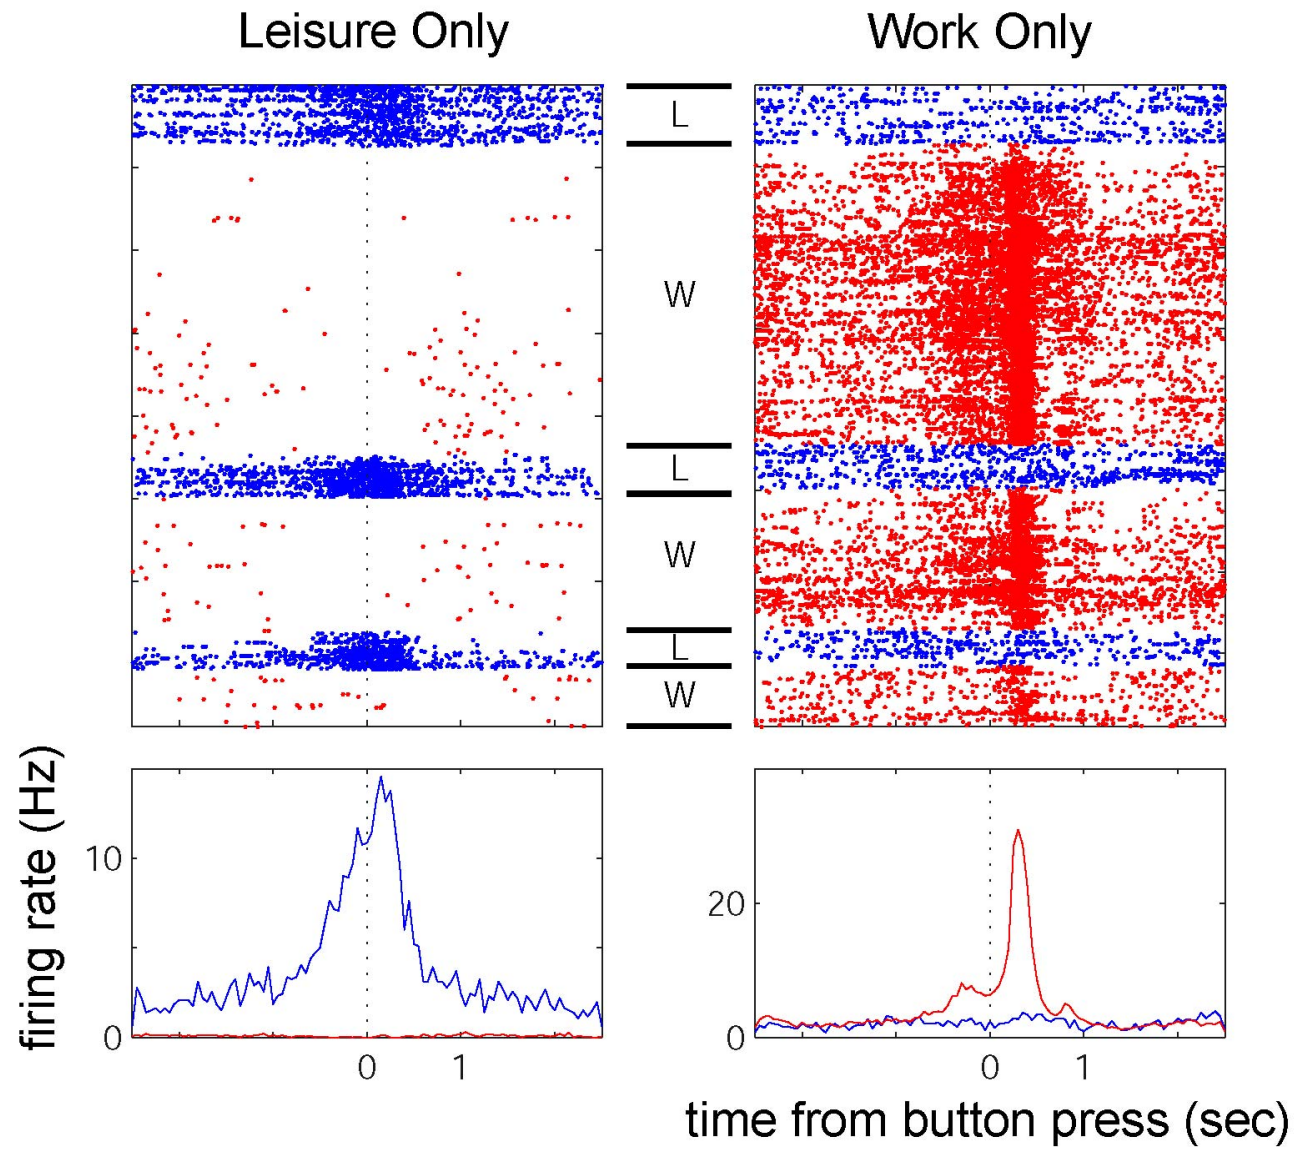 Leisure Only
Work Only
L
W
L
W
L
W
firing rate (Hz)
10
0
0
1
20
0
0
1
time from button press (sec)